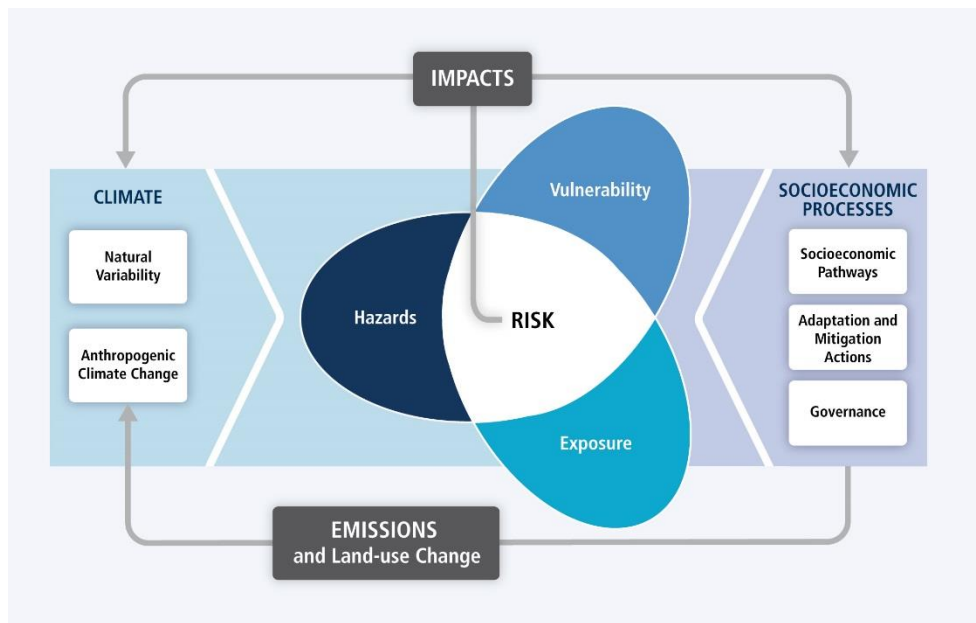 IMPACTS
CLIMATE
Natural
Variability
Anthropogenic
Climate Change
Vulnerability
Hazards
RISK
Exposure
SOCIOECONOMIC
PROCESSES
Socioeconomic
Pathways
Adaptation and
Mitigation
Actions
Governance
EMISSIONS
and Land-use Change